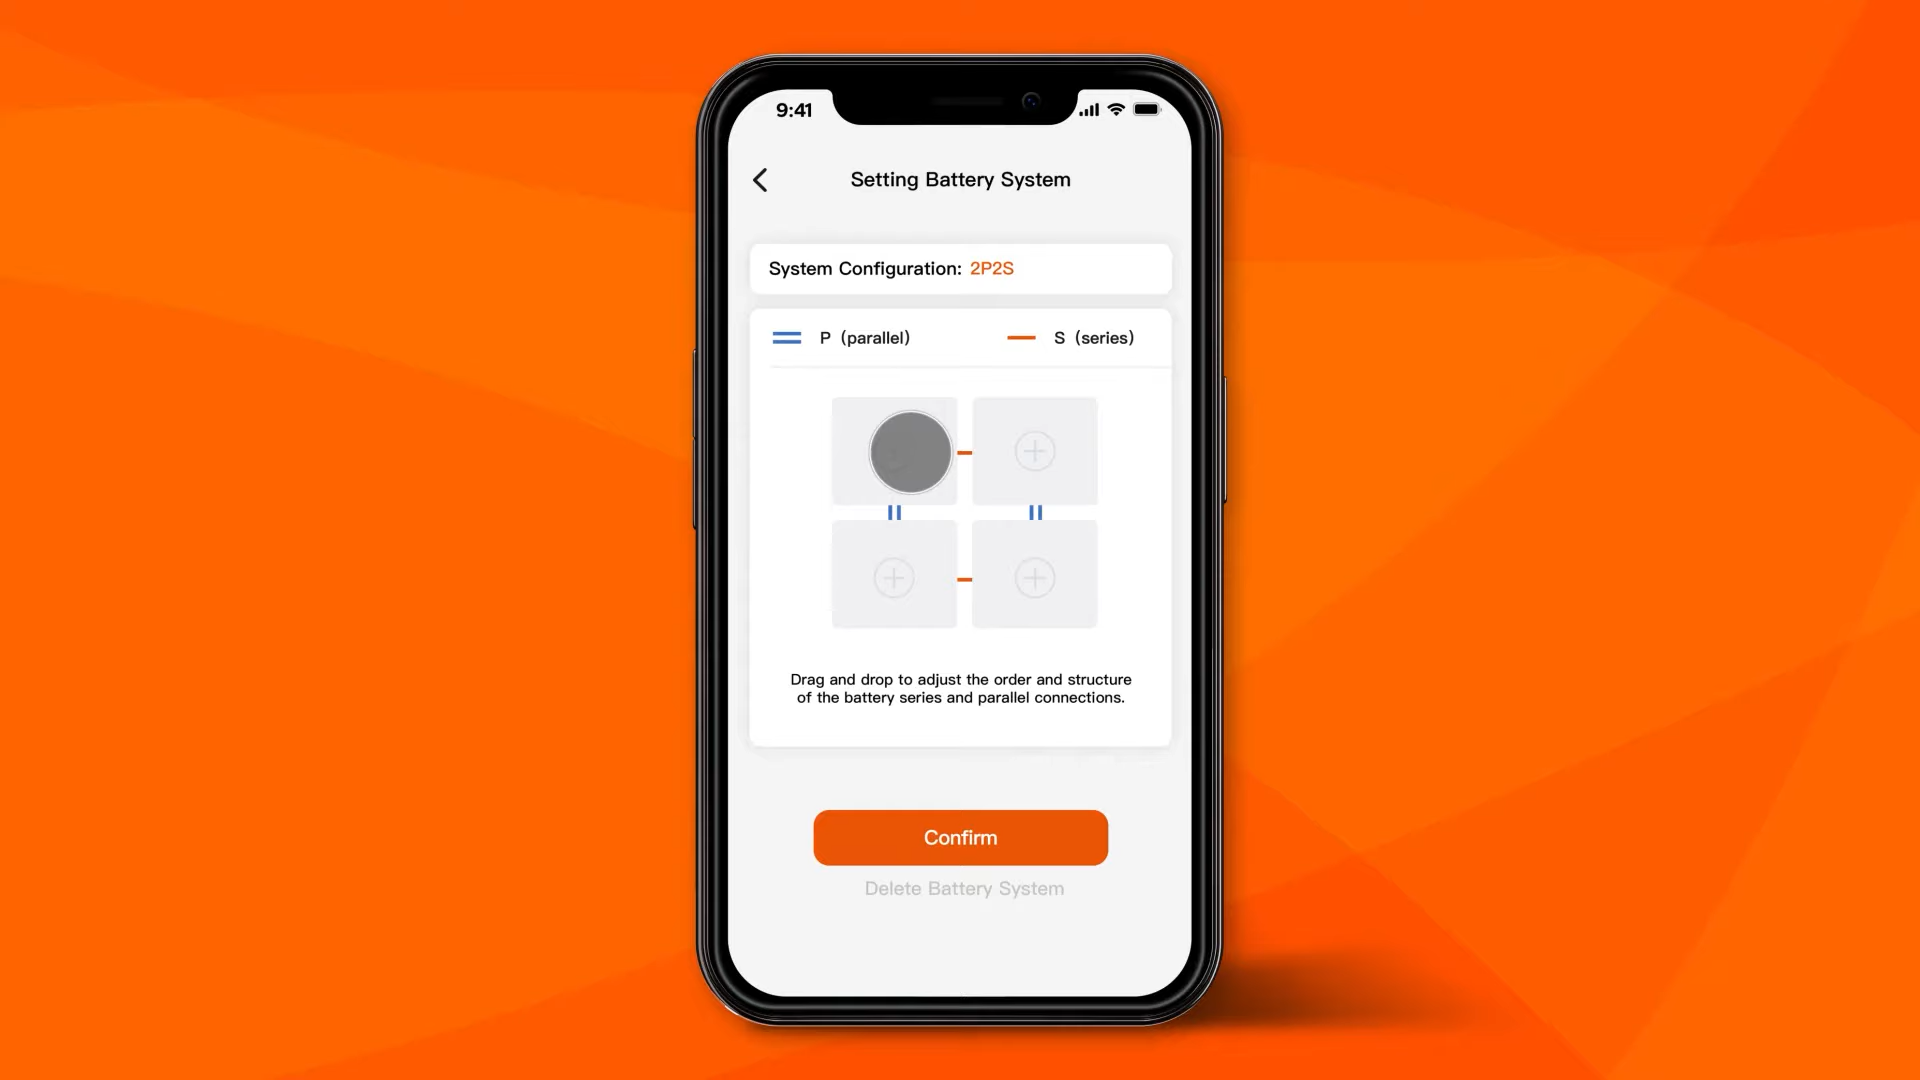 9:41
Setting Battery System
System Configuration: 2P2S
P (parallel)
S (series)
Drag and drop to adjust the order and structure
of the battery series and parallel connections.
Confirm
Delete Battery System